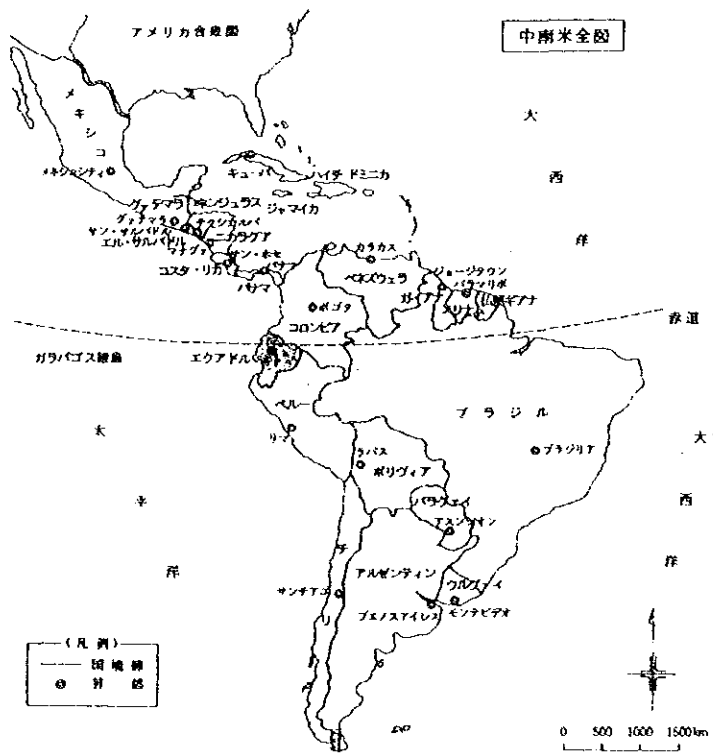 アメリカ合衆国
中南米全図
メキシコ
大西洋
メキシコシティ
キューバ
ハイチ ドミニカ
グァテマラ
ホンジュラス
ジャマイカ
グァテマラ
テグシカルパ
サン・サルバドル
ニカラグア
エル・サルバドル
マナグァ
サン・ホセ
コスタ・リカ
パナマ
パナマ
カラカス
ベネズウェラ
ジョージタウン
パラマリボ
ガイアナ
スリナム
仏領ギアナ
ボゴタ
コロンビア
赤道
ガラパゴス諸島
エクアドル
ペルー
ブラジル
リマ
太平洋
大西洋
ラパス
ブラジリア
ボリヴィア
パラグェイ
アスンシオン
チリ
アルゼンティン
サンチアゴ
ウルグァイ
ブエノスアイレス
モンテビデオ
(凡例)
国境線
首都
0 500 1000 1500km